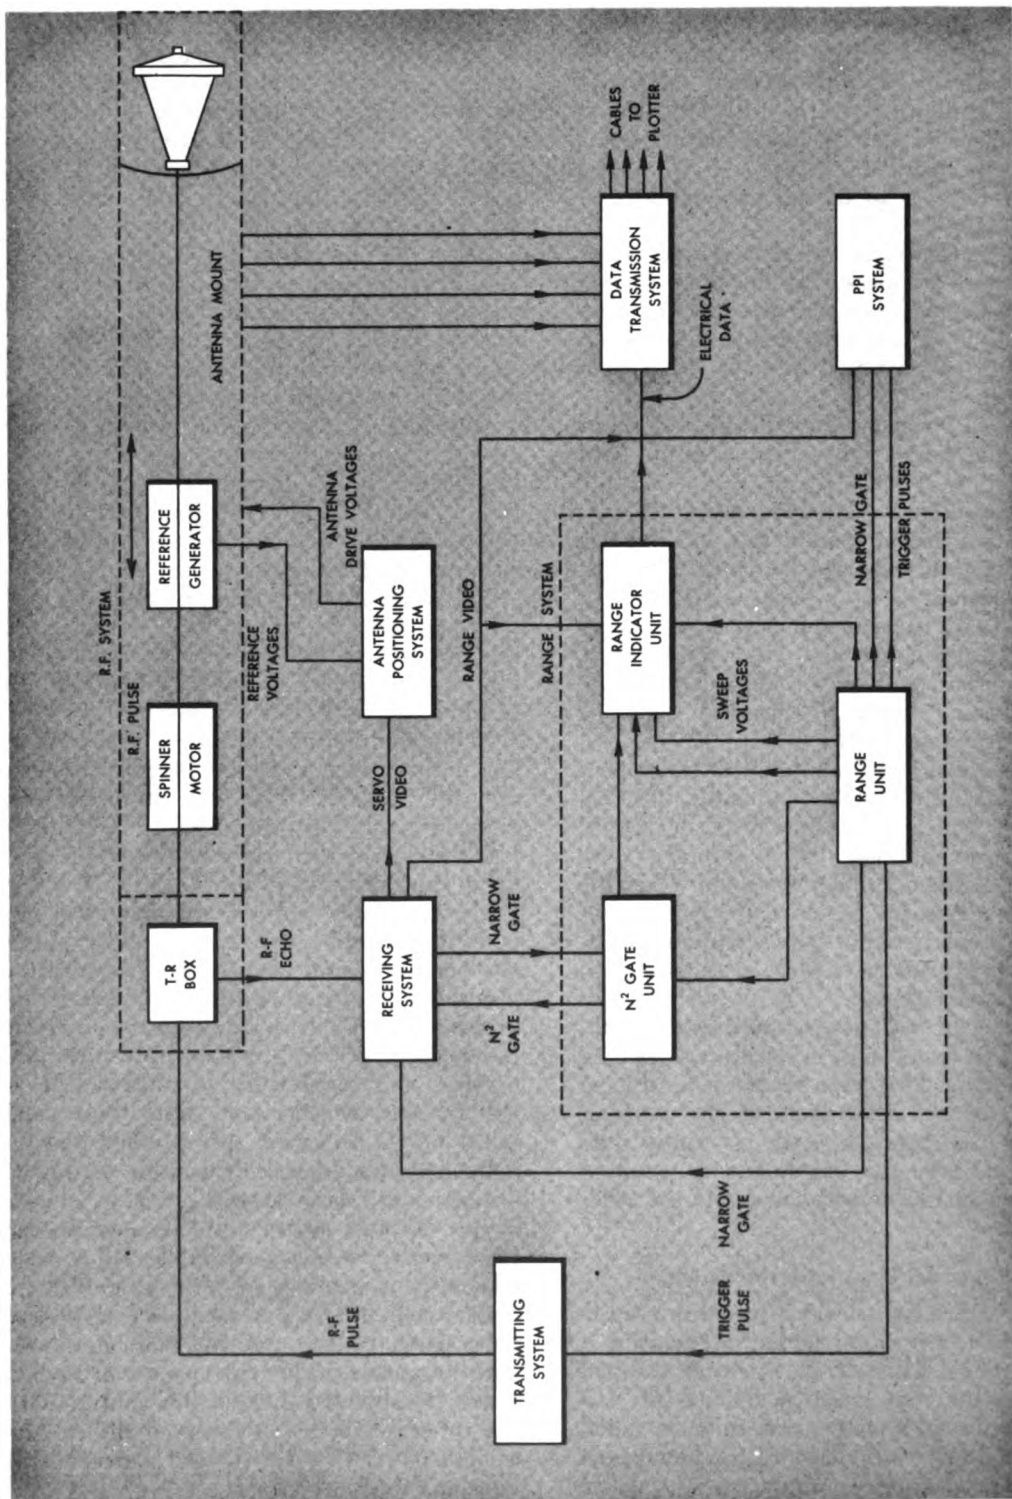 R.F. SYSTEM
R.F. PULSE
T-R
BOX
SPINNER
MOTOR
REFERENCE
GENERATOR
ANTENNA MOUNT
R-F
PULSE
R-F
ECHO
REFERENCE
VOLTAGES
ANTENNA
DRIVE VOLTAGES
RECEIVING
SYSTEM
SERVO
VIDEO
ANTENNA
POSITIONING
SYSTEM
RANGE VIDEO
TRANSMITTING
SYSTEM
N² 
GATE
NARROW
GATE
RANGE SYSTEM
N² GATE
UNIT
RANGE
INDICATOR
UNIT
DATA
TRANSMISSION
SYSTEM
CABLES
TO
PLOTTER
ELECTRICAL
DATA
SWEEP
VOLTAGES
TRIGGER
PULSE
NARROW
GATE
RANGE
UNIT
NARROW GATE
TRIGGER PULSES
PPI
SYSTEM